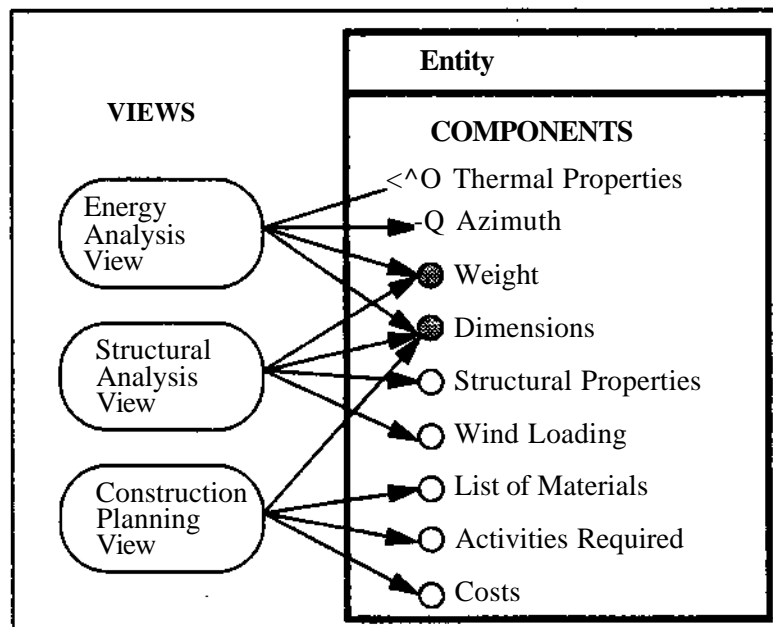 Entity
VIEWS
COMPONENTS
<^O Thermal Properties
-Q Azimuth
Weight
Dimensions
Structural Properties
Wind Loading
List of Materials
Activities Required
Costs
Energy
Analysis
View
Structural
Analysis
View
Construction
Planning
View